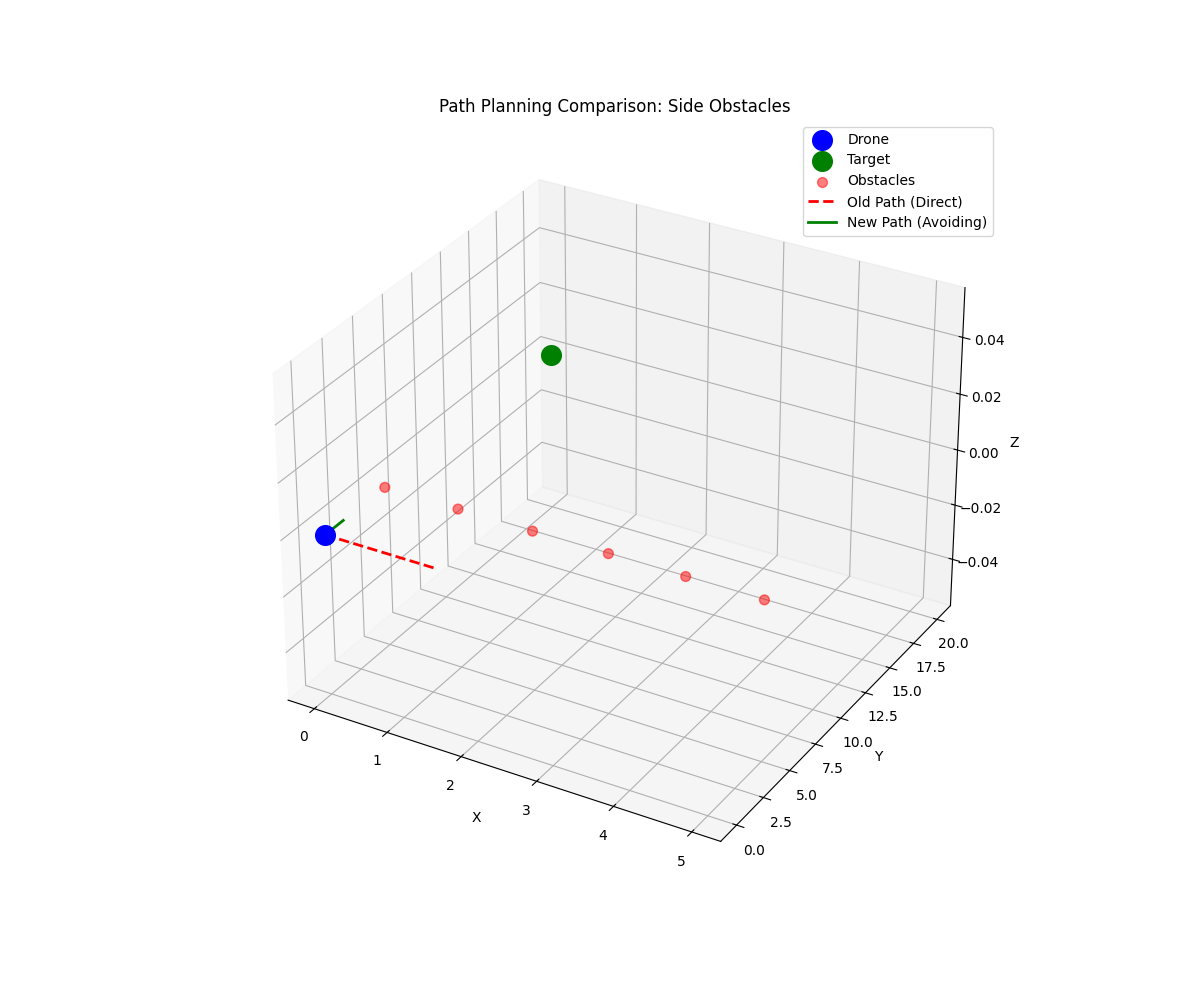 Path Planning Comparison: Side Obstacles
Drone
Target
Obstacles
Old Path (Direct)
New Path (Avoiding)
0.04
0.02
0.00
−0.02
−0.04
Z
20.0
17.5
15.0
12.5
10.0
7.5
5.0
2.5
0.0
Y
0
1
2
3
4
5
X